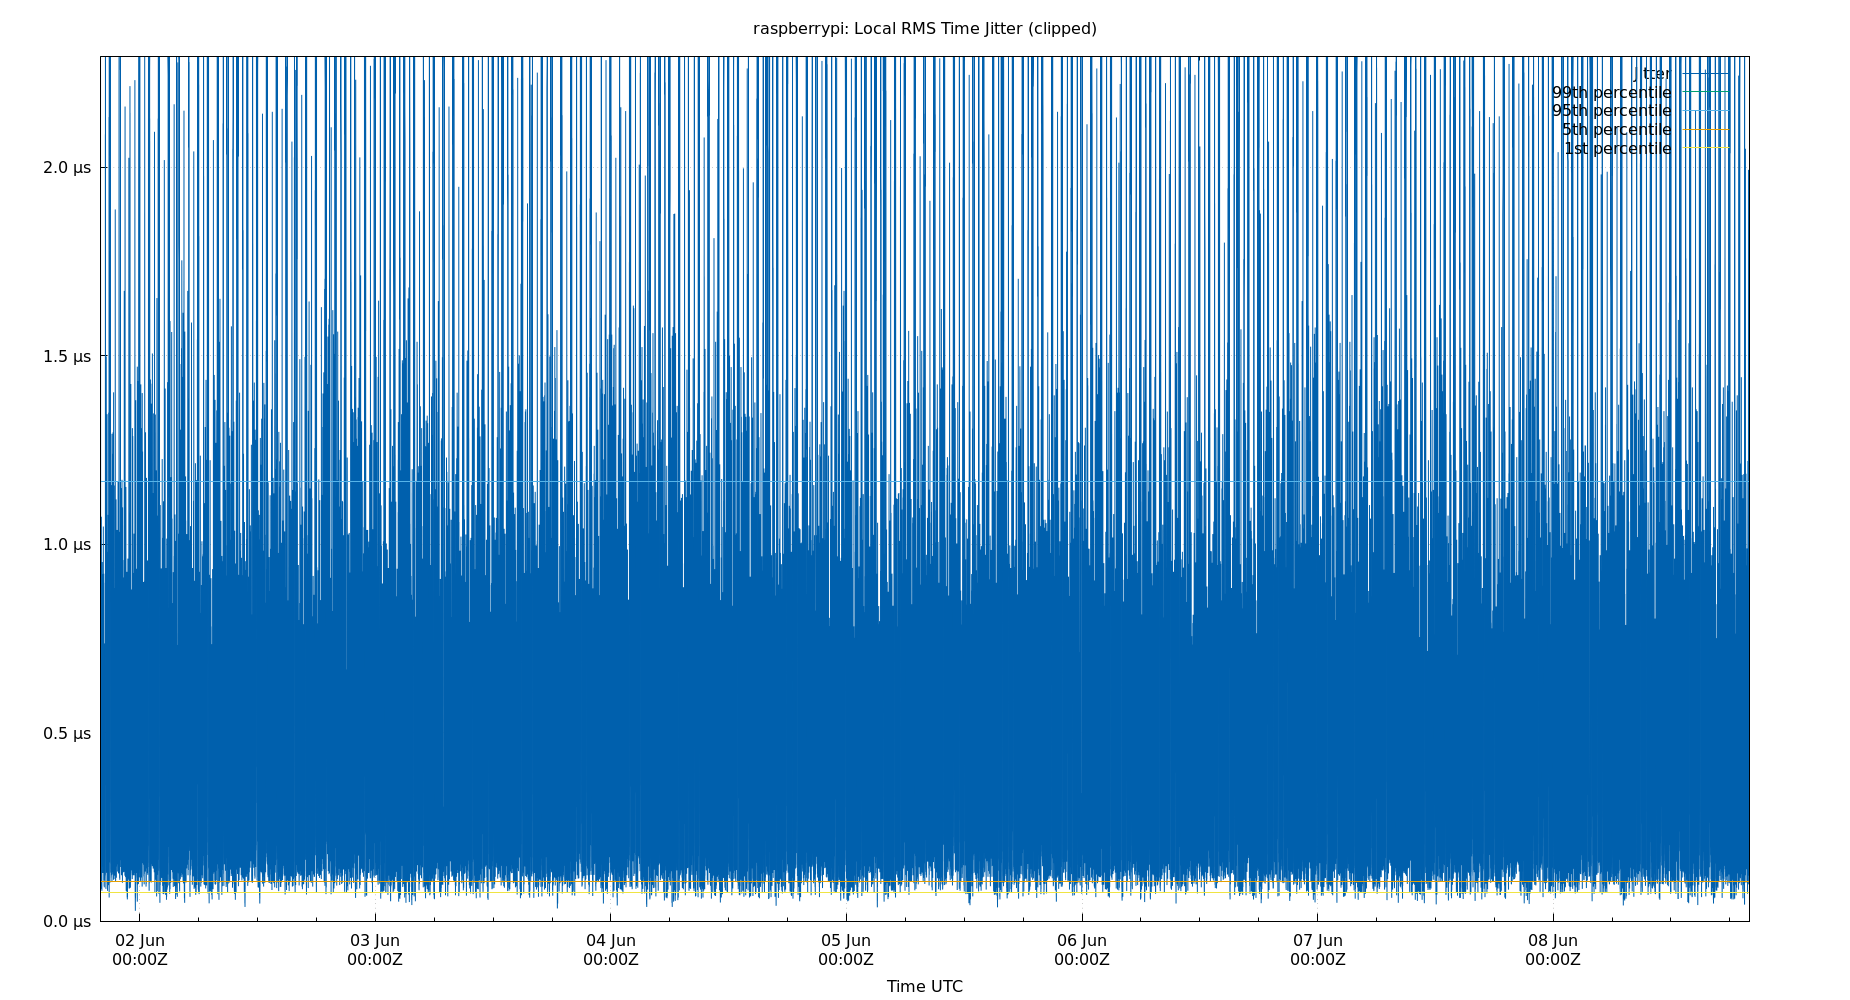 raspberrypi: Local RMS Time Jitter (clipped)
jitter
99th percentile
95th percentile
5th percentile
1st percentile
2.0 µs
1.5 µs
1.0 µs
0.5 µs
0.0 µs
02 Jun 03 Jun 04 Jun 05 Jun 06 Jun 07 Jun 08 Jun
00:00Z 00:00Z 00:00Z 00:00Z 00:00Z 00:00Z 00:00Z
Time UTC